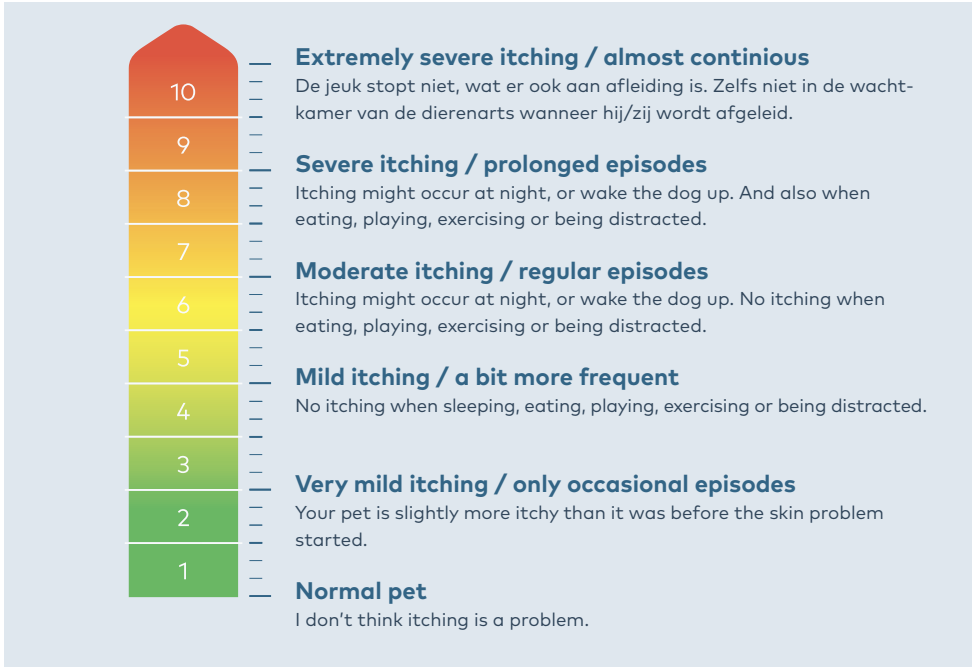 Extremely severe itching / almost continious
De jeuk stopt niet, wat er ook aan afleiding is. Zelfs niet in de wacht-
kamer van de dierenarts wanneer hij/zij wordt afgeleid.
10
9
Severe itching / prolonged episodes
Itching might occur at night, or wake the dog up. And also when
eating, playing, exercising or being distracted.
8
7
Moderate itching / regular episodes
Itching might occur at night, or wake the dog up. No itching when
eating, playing, exercising or being distracted.
6
5
Mild itching / a bit more frequent
No itching when sleeping, eating, playing, exercising or being distracted.
4
3
Very mild itching / only occasional episodes
Your pet is slightly more itchy than it was before the skin problem
started.
2
1
Normal pet
I don't think itching is a problem.